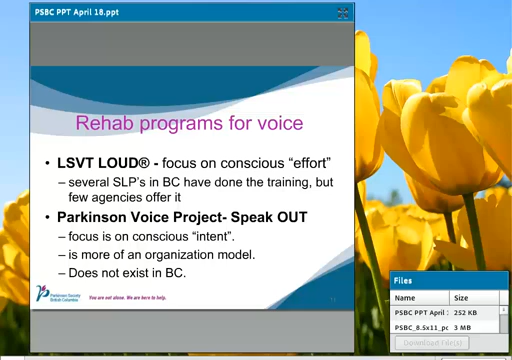 PSBC PPT April 18.ppt
Rehab programs for voice
• LSVT LOUD® - focus on conscious “effort”
– several SLP's in BC have done the training, but
few agencies offer it
• Parkinson Voice Project- Speak OUT
– focus is on conscious “intent”.
– is more of an organization model.
– Does not exist in BC.
Parkinson Society
British Columbia
You are not alone. We are here to help.
Files
Name Size
PSBC PPT April 252 KB
PSBC_8.5x11_pc 3 MB
Download File(s)